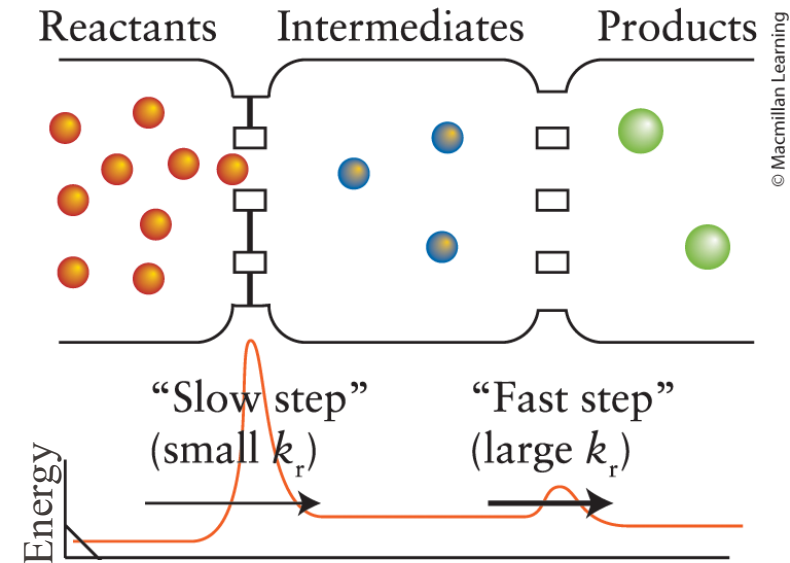 Reactants
Intermediates
Products
© Macmillan Learning
“Slow step”
(small kr)
“Fast step”
(large kr)
Energy